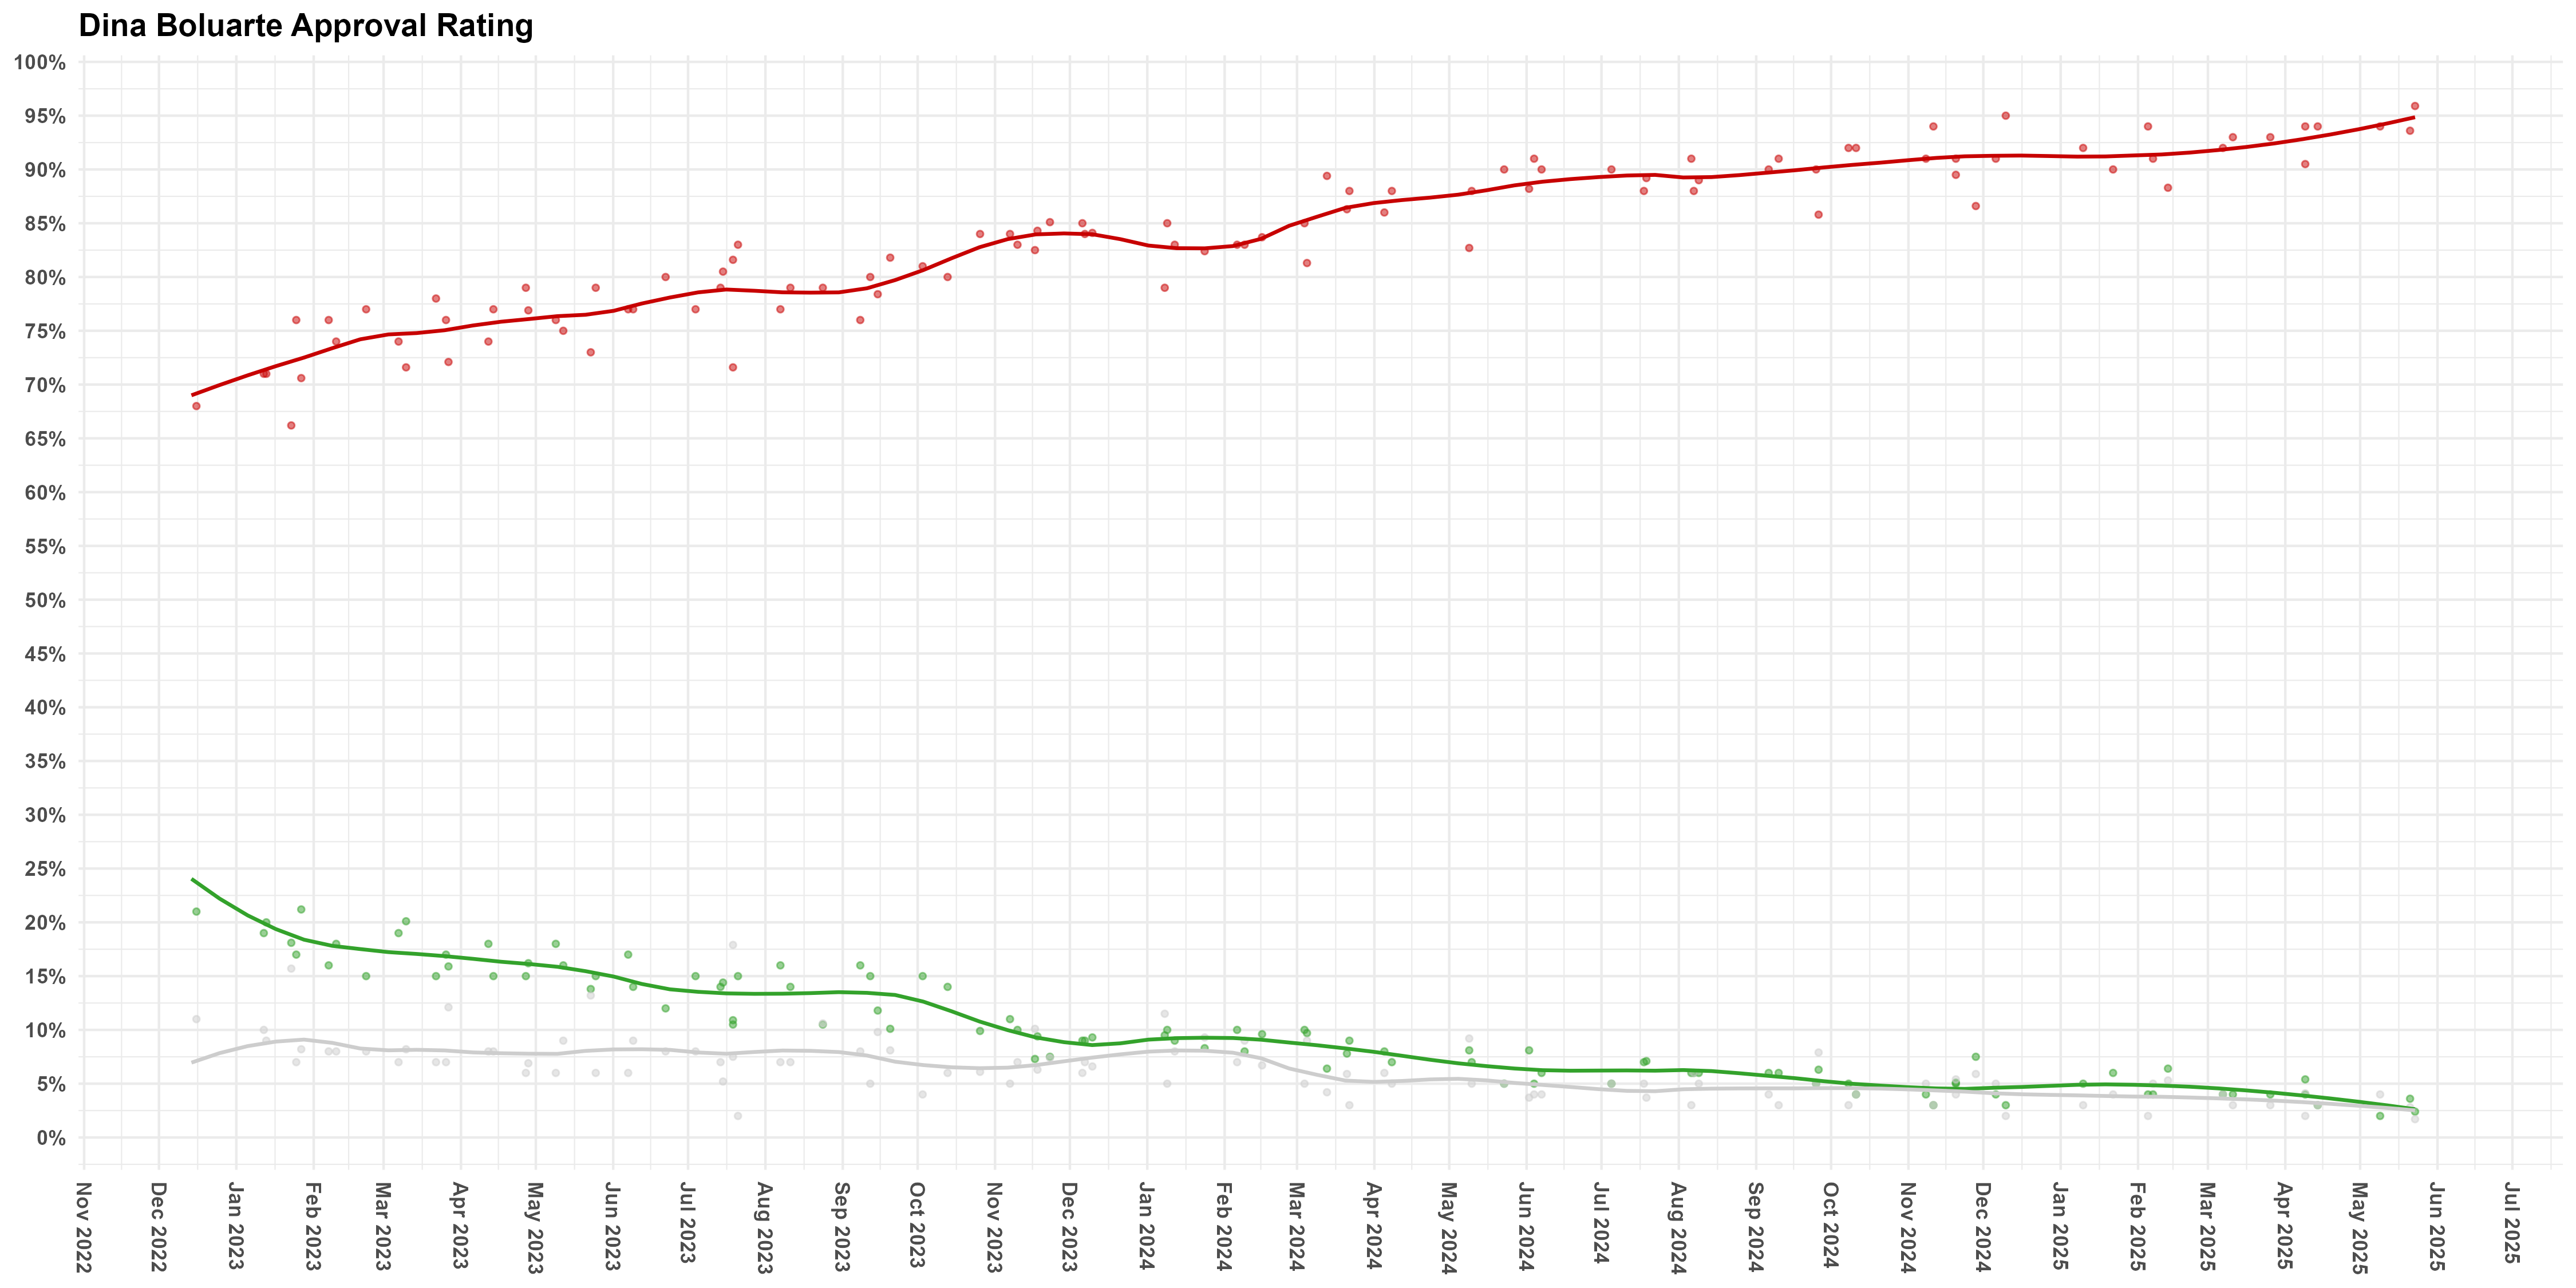 Dina Boluarte Approval Rating
100%
95%
90%
85%
80%
75%
70%
65%
60%
55%
50%
45%
40%
35%
30%
25%
20%
15%
10%
5%
0%
Nov 2022
Dec 2022
Jan 2023
Feb 2023
Mar 2023
Apr 2023
May 2023
Jun 2023
Jul 2023
Aug 2023
Sep 2023
Oct 2023
Nov 2023
Dec 2023
Jan 2024
Feb 2024
Mar 2024
Apr 2024
May 2024
Jun 2024
Jul 2024
Aug 2024
Sep 2024
Oct 2024
Nov 2024
Dec 2024
Jan 2025
Feb 2025
Mar 2025
Apr 2025
May 2025
Jun 2025
Jul 2025